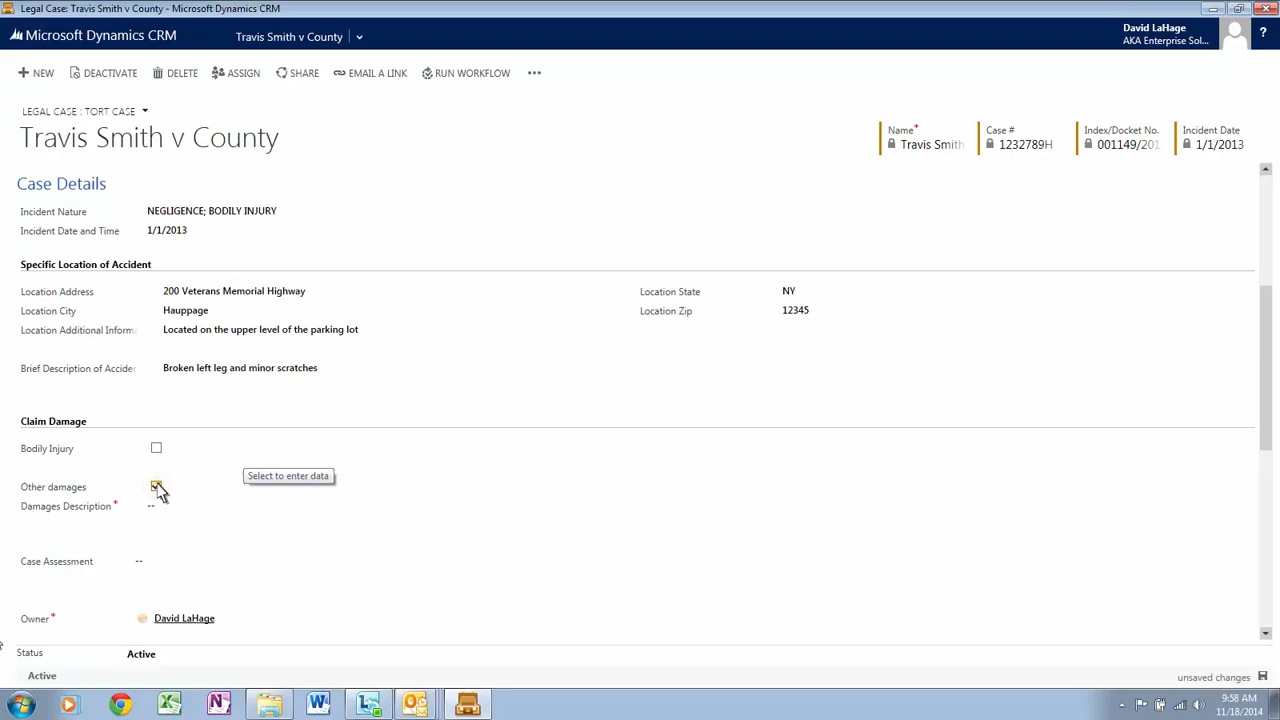 Legal Case: Travis Smith v County - Microsoft Dynamics CRM
Microsoft Dynamics CRM
Travis Smith v County
David LaHage
AKA Enterprise Sol...
?
NEW
DEACTIVATE
DELETE
ASSIGN
SHARE
EMAIL A LINK
RUN WORKFLOW
•••
LEGAL CASE : TORT CASE
Travis Smith v County
Name* Case # Index/Docket No. Incident Date
Travis Smith 1232789H 001149/201 1/1/2013
Case Details
Incident Nature NEGLIGENCE; BODILY INJURY
Incident Date and Time 1/1/2013
Specific Location of Accident
Location Address 200 Veterans Memorial Highway Location State NY
Location City Hauppage Location Zip 12345
Location Additional Inform Located on the upper level of the parking lot
Brief Description of Accide Broken left leg and minor scratches
Claim Damage
Bodily Injury
Select to enter data
Other damages
Damages Description* --
Case Assessment --
Owner* David LaHage
Status Active
Active unsaved changes
9:58 AM
11/18/2014